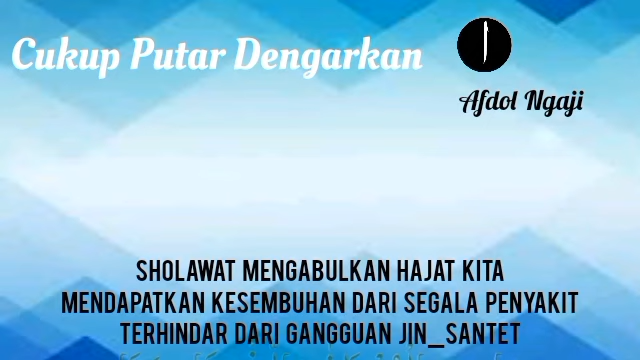 Cukup Putar Dengarkan
Afdol Ngaji
SHOLAWAT MENGABULKAN HAJAT KITA
MENDAPATKAN KESEMBUHAN DARI SEGALA PENYAKIT
TERHINDAR DARI GANGGUAN JIN_SANTET